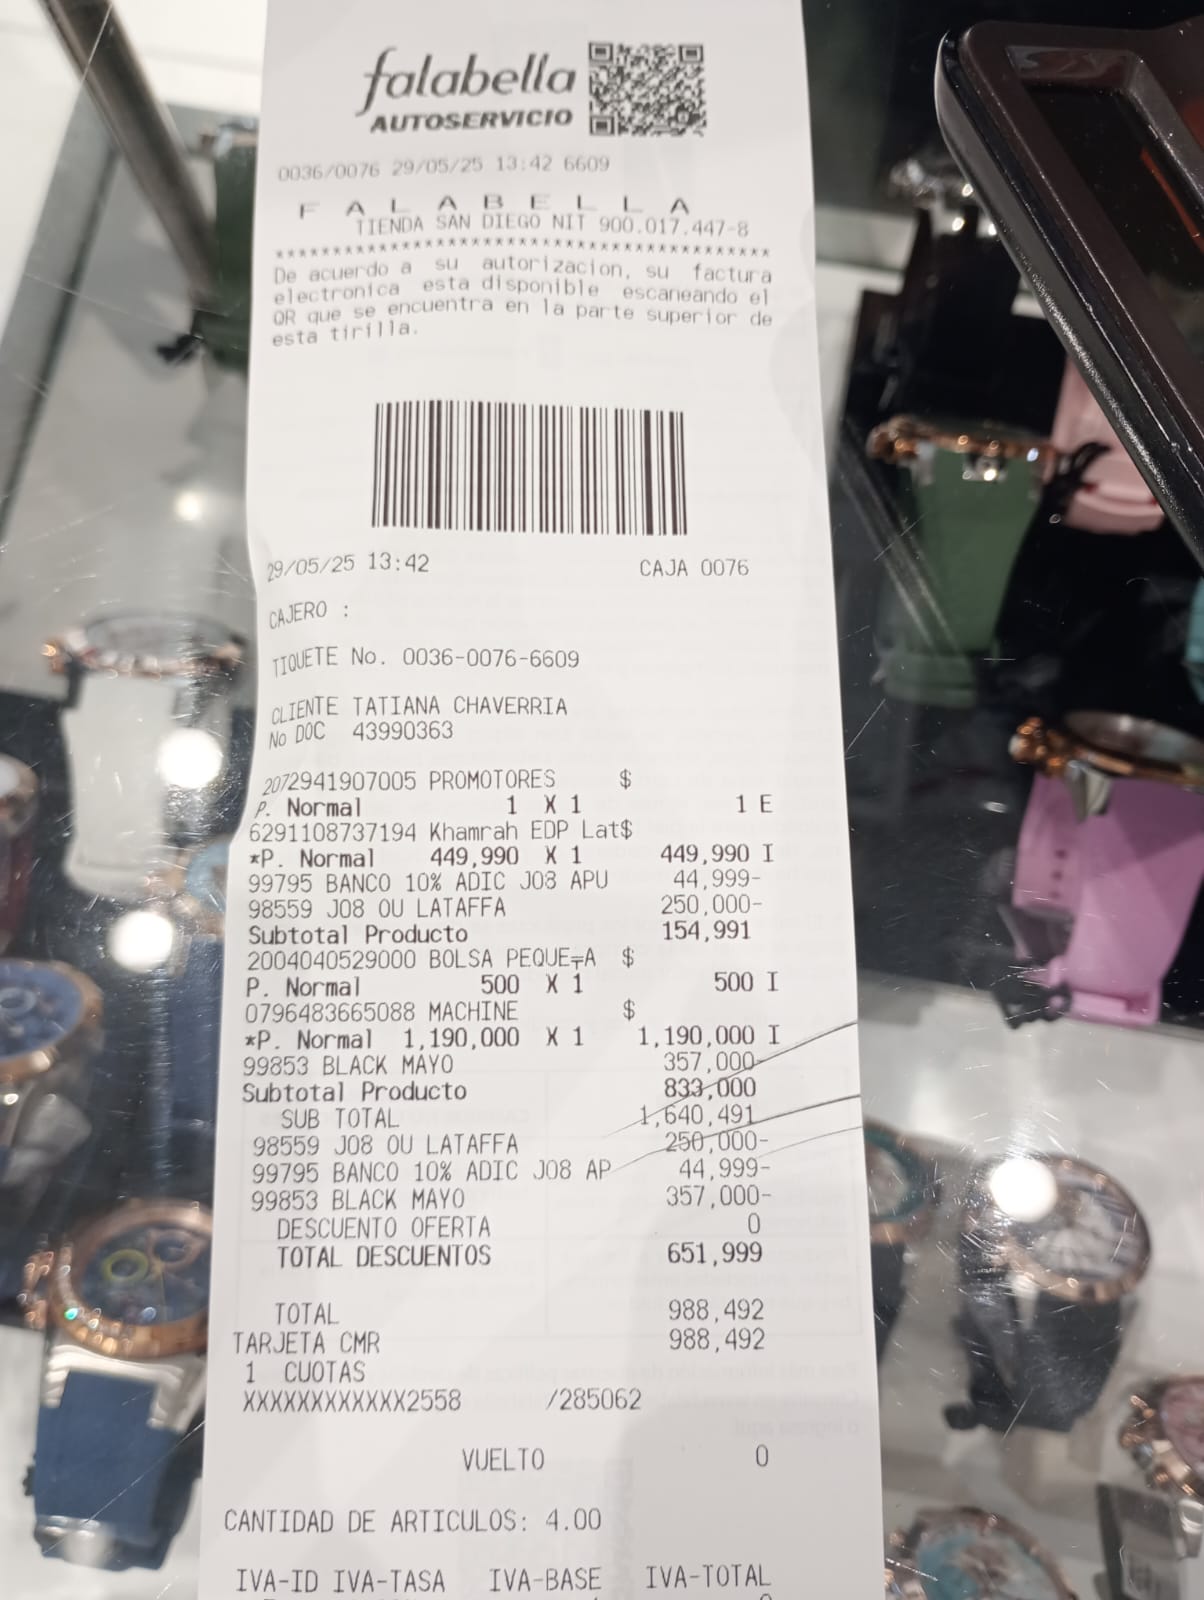 falabella
AUTOSERVICIO
0036/0076 29/05/25 13:42 6609
F A L A B E L L A
TIENDA SAN DIEGO NIT 900.017.447-8
*******************************************
De acuerdo a su autorizacion, su factura
electronica esta disponible escaneando el
QR que se encuentra en la parte superior de
esta tirilla.
29/05/25 13:42 CAJA 0076
CAJERO :
TIQUETE No. 0036-0076-6609
CLIENTE TATIANA CHAVERRIA
No DOC 43990363
2072941907005 PROMOTORES $
P. Normal 1 X 1 1 E
6291108737194 Khamrah EDP Lat$
*P. Normal 449,990 X 1 449,990 I
99795 BANCO 10% ADIC J08 APU 44,999-
98559 J08 OU LATAFFA 250,000-
Subtotal Producto 154,991
2004040529000 BOLSA PEQUE╤A $
P. Normal 500 X 1 500 I
0796483665088 MACHINE $
*P. Normal 1,190,000 X 1 1,190,000 I
99853 BLACK MAYO 357,000-
Subtotal Producto 833,000
SUB TOTAL 1,640,491
98559 J08 OU LATAFFA 250,000-
99795 BANCO 10% ADIC J08 AP 44,999-
99853 BLACK MAYO 357,000-
DESCUENTO OFERTA 0
TOTAL DESCUENTOS 651,999
TOTAL 988,492
TARJETA CMR 988,492
1 CUOTAS
XXXXXXXXXXXX2558 /285062
VUELTO 0
CANTIDAD DE ARTICULOS: 4.00
IVA-ID IVA-TASA IVA-BASE IVA-TOTAL